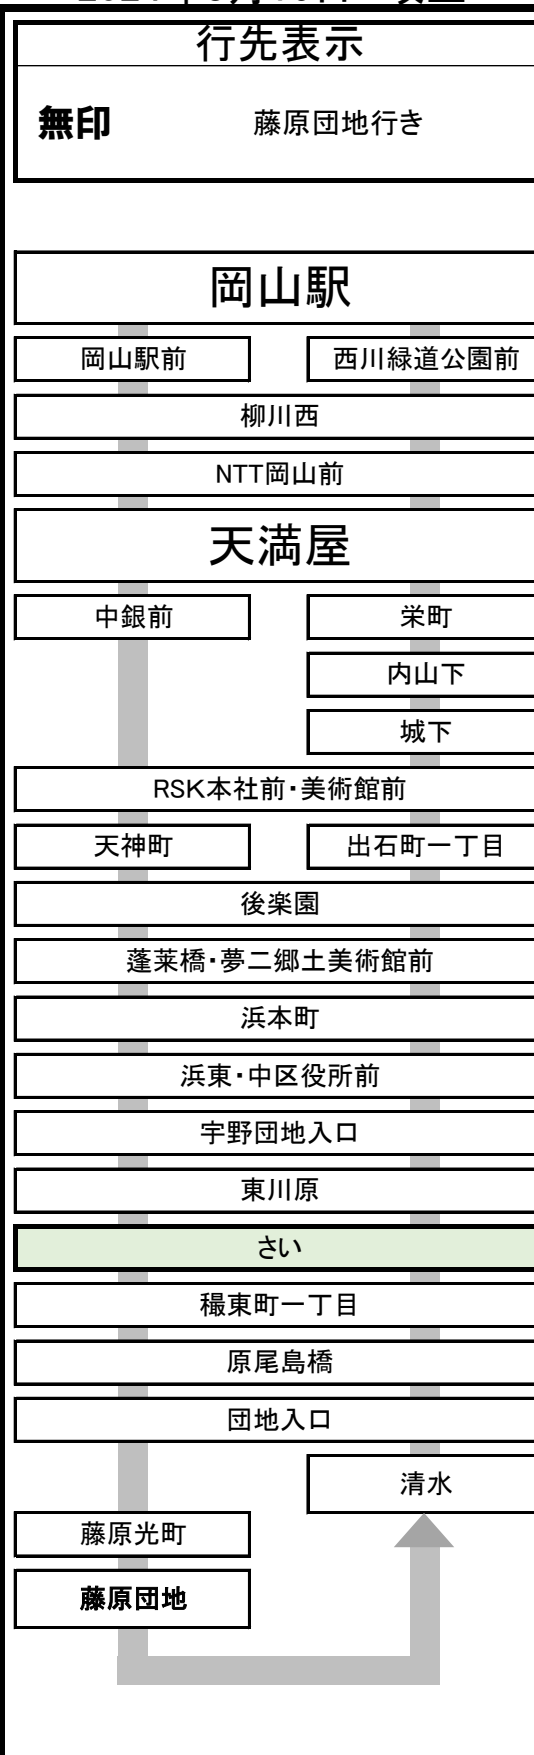 行先表示
無印 藤原団地行き
岡山駅
岡山駅前 西川緑道公園前
柳川西
NTT岡山前
天満屋
中銀前 栄町
内山下
城下
RSK本社前・美術館前
天神町 出石町一丁目
後楽園
蓬莱橋・夢二郷土美術館前
浜本町
浜東・中区役所前
宇野団地入口
東川原
さい
穝東町一丁目
原尾島橋
団地入口
清水
藤原光町
藤原団地